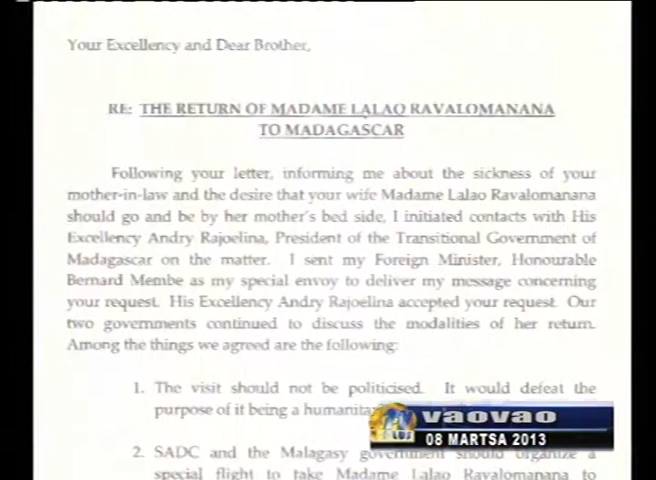 Your Excellency and Dear Brother,
RE: THE RETURN OF MADAME LALAO RAVALOMANANA
TO MADAGASCAR
Following your letter, informing me about the sickness of your
mother-in-law and the desire that your wife Madame Lalao Ravalomanana
should go and be by her mother's bed side, I initiated contacts with His
Excellency Andry Rajoelina, President of the Transitional Government of
Madagascar on the matter. I sent my Foreign Minister, Honourable
Bernard Membe as my special envoy to deliver my message concerning
your request. His Excellency Andry Rajoelina accepted your request. Our
two governments continued to discuss the modalities of her return.
Among the things we agreed are the following:
1. The visit should not be politicised. It would defeat the
purpose of it being a
2. SADC and the Malagasy government should organize a
special flight to take Madame Lalao Ravalomanana to
vaovao
08 MARTSA 2013